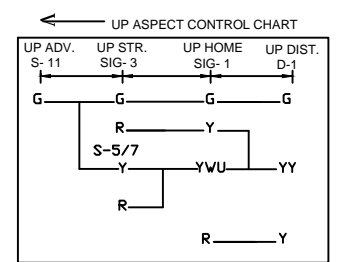 UP ASPECT CONTROL CHART
UP ADV. UP STR. UP HOME UP DIST.
S- 11 SIG- 3 SIG- 1 D-1
G G G G
R Y
S-5/7
Y YWU YY
R
R Y